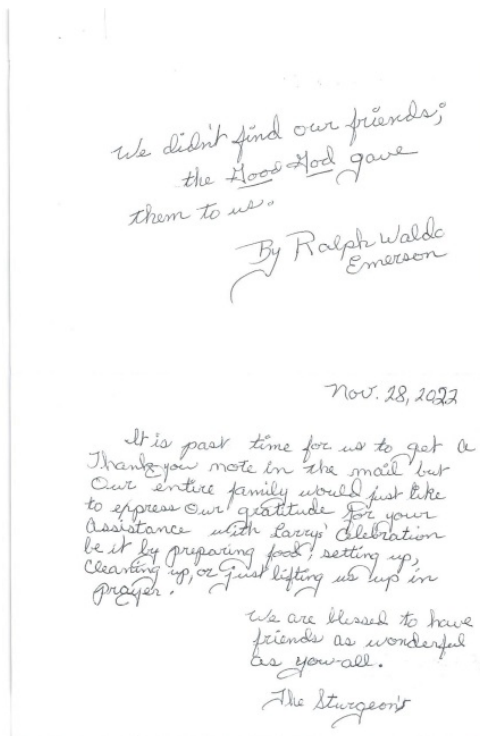 We didn't find our friends;
the Good God gave
them to us.
By Ralph Waldo
Emerson
Nov. 28, 2022
It is past time for us to get a
Thank you note in the mail but
Our entire family would just like
to express our gratitude for your
assistance with Larry's Celebration
be it by preparing food, setting up,
cleaning up, or just lifting us up in
prayer.
We are blessed to have
friends as wonderful
as you-all.
The Sturgeon's